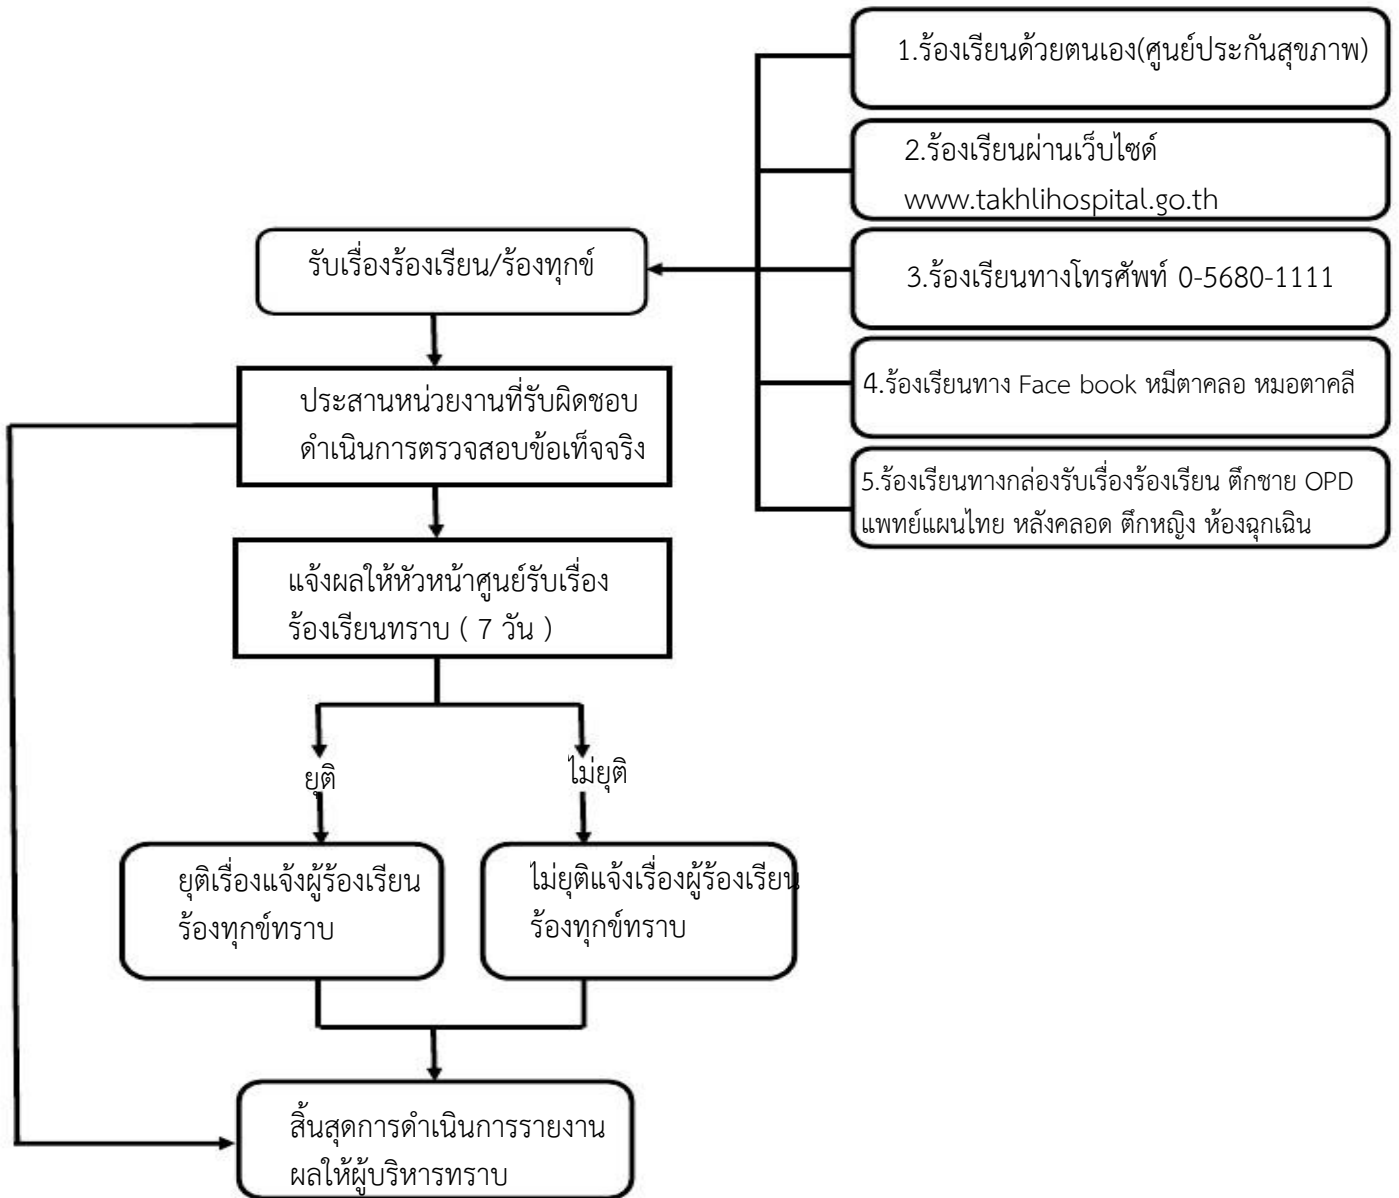 1.ร้องเรียนด้วยตนเอง(ศูนย์ประกันสุขภาพ)
2.ร้องเรียนผ่านเว็บไซด์
www.takhlihospital.go.th
รับเรื่องร้องเรียน/ร้องทุกข์
3.ร้องเรียนทางโทรศัพท์ 0-5680-1111
4.ร้องเรียนทาง Face book หมีตาคลอ หมอตาคลี
5.ร้องเรียนทางกล่องรับเรื่องร้องเรียน ตึกชาย OPD
แพทย์แผนไทย หลังคลอด ตึกหญิง ห้องฉุกเฉิน
ประสานหน่วยงานที่รับผิดชอบ
ดำเนินการตรวจสอบข้อเท็จจริง
แจ้งผลให้หัวหน้าศูนย์รับเรื่อง
ร้องเรียนทราบ ( 7 วัน )
ยุติ
ไม่ยุติ
ยุติเรื่องแจ้งผู้ร้องเรียน
ร้องทุกข์ทราบ
ไม่ยุติแจ้งเรื่องผู้ร้องเรียน
ร้องทุกข์ทราบ
สิ้นสุดการดำเนินการรายงาน
ผลให้ผู้บริหารทราบ